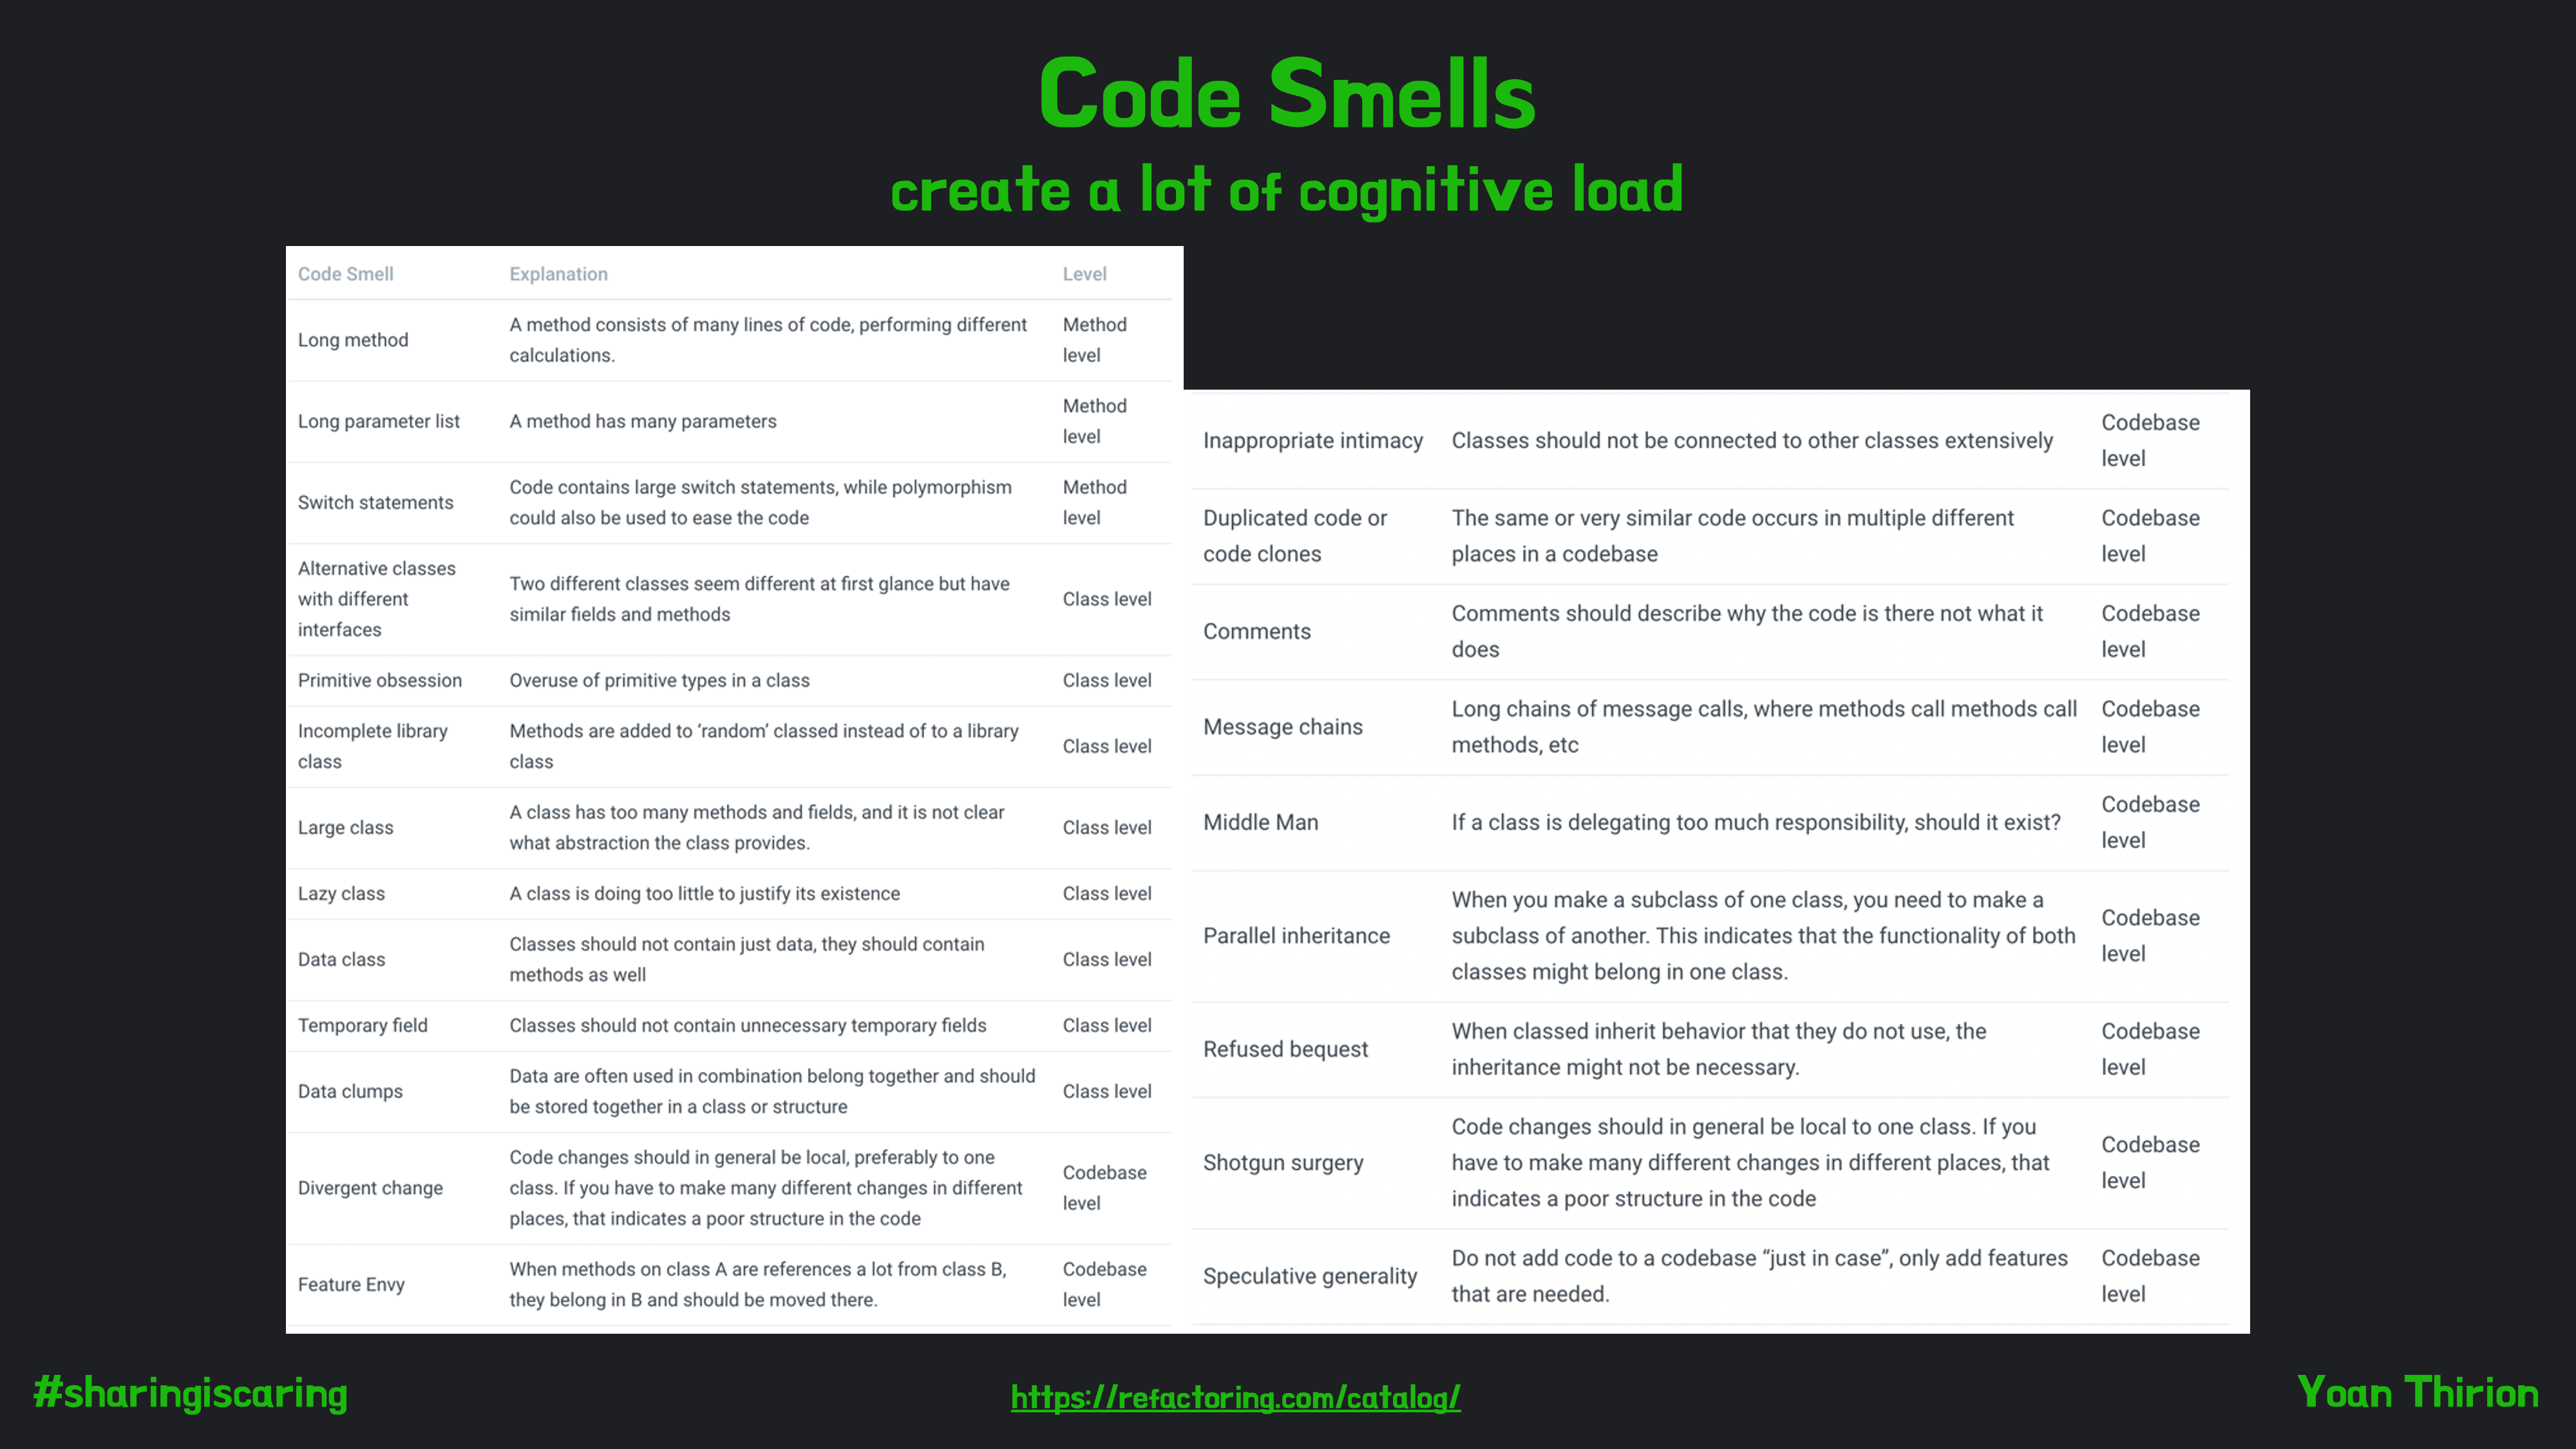 Code Smells
create a lot of cognitive load
Code Smell Explanation Level
Long method
A method consists of many lines of code, performing different
calculations.
Method
level
Long parameter list
A method has many parameters
Method
level
Switch statements
Code contains large switch statements, while polymorphism
could also be used to ease the code
Method
level
Alternative classes
with different
interfaces
Two different classes seem different at first glance but have
similar fields and methods
Class level
Primitive obsession
Overuse of primitive types in a class
Class level
Incomplete library
class
Methods are added to ‘random’ classed instead of to a library
class
Class level
Large class
A class has too many methods and fields, and it is not clear
what abstraction the class provides.
Class level
Lazy class
A class is doing too little to justify its existence
Class level
Data class
Classes should not contain just data, they should contain
methods as well
Class level
Temporary field
Classes should not contain unnecessary temporary fields
Class level
Data clumps
Data are often used in combination belong together and should
be stored together in a class or structure
Class level
Divergent change
Code changes should in general be local, preferably to one
class. If you have to make many different changes in different
places, that indicates a poor structure in the code
Codebase
level
Feature Envy
When methods on class A are references a lot from class B,
they belong in B and should be moved there.
Codebase
level
Inappropriate intimacy
Classes should not be connected to other classes extensively
Codebase
level
Duplicated code or
code clones
The same or very similar code occurs in multiple different
places in a codebase
Codebase
level
Comments
Comments should describe why the code is there not what it
does
Codebase
level
Message chains
Long chains of message calls, where methods call methods call
methods, etc
Codebase
level
Middle Man
If a class is delegating too much responsibility, should it exist?
Codebase
level
Parallel inheritance
When you make a subclass of one class, you need to make a
subclass of another. This indicates that the functionality of both
classes might belong in one class.
Codebase
level
Refused bequest
When classed inherit behavior that they do not use, the
inheritance might not be necessary.
Codebase
level
Shotgun surgery
Code changes should in general be local to one class. If you
have to make many different changes in different places, that
indicates a poor structure in the code
Codebase
level
Speculative generality
Do not add code to a codebase “just in case”, only add features
that are needed.
Codebase
level
#sharingiscaring
https://refactoring.com/catalog/
Yoan Thirion